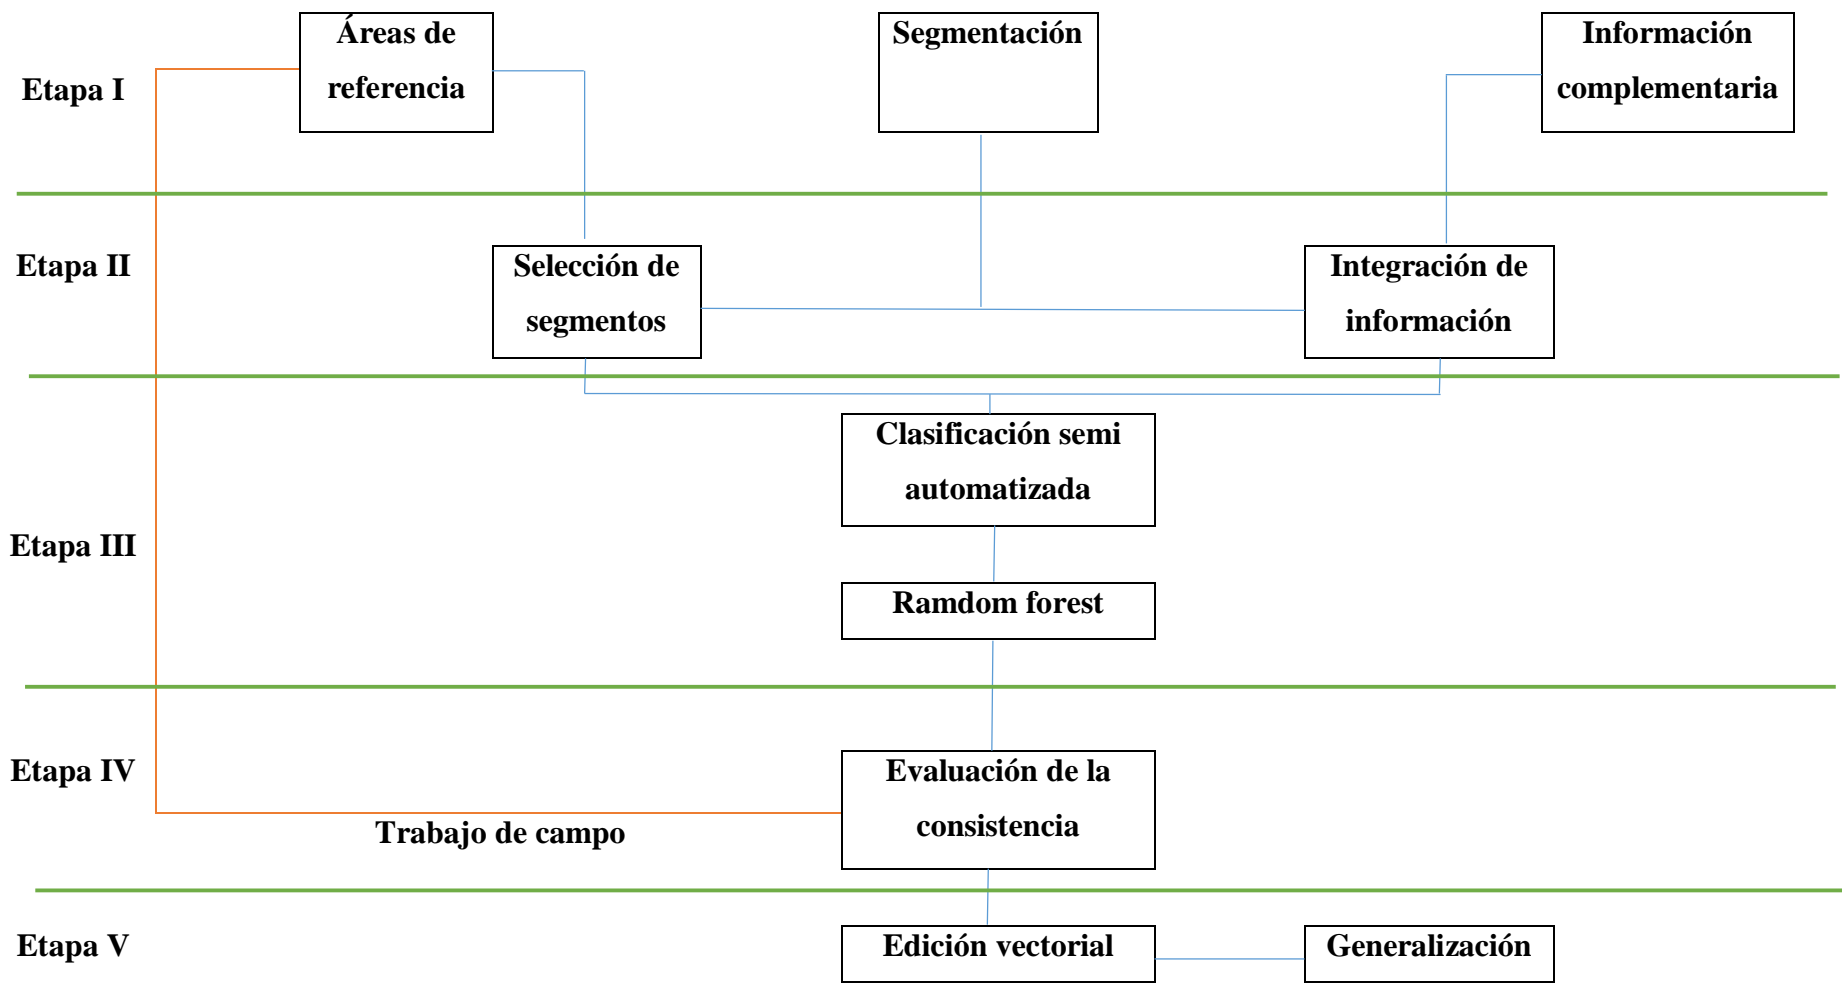 Etapa I
Áreas de
referencia
Segmentación
Información
complementaria
Etapa II
Selección de
segmentos
Integración de
información
Etapa III
Clasificación semi
automatizada
Ramdom forest
Etapa IV
Evaluación de la
consistencia
Trabajo de campo
Etapa V
Edición vectorial
Generalización